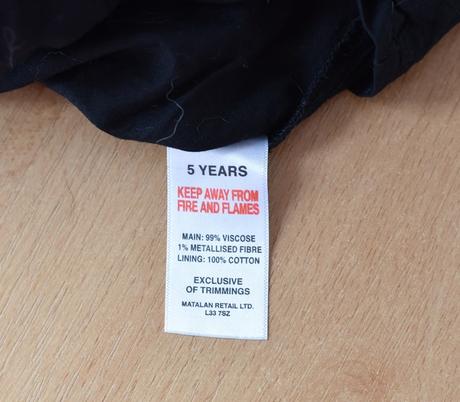 5 YEARS
KEEP AWAY FROM
FIRE AND FLAMES
MAIN: 99% VISCOSE
1% METALLISED FIBRE
LINING: 100% COTTON
EXCLUSIVE
OF TRIMMINGS
MATALAN RETAIL LTD.
L33 7SZ